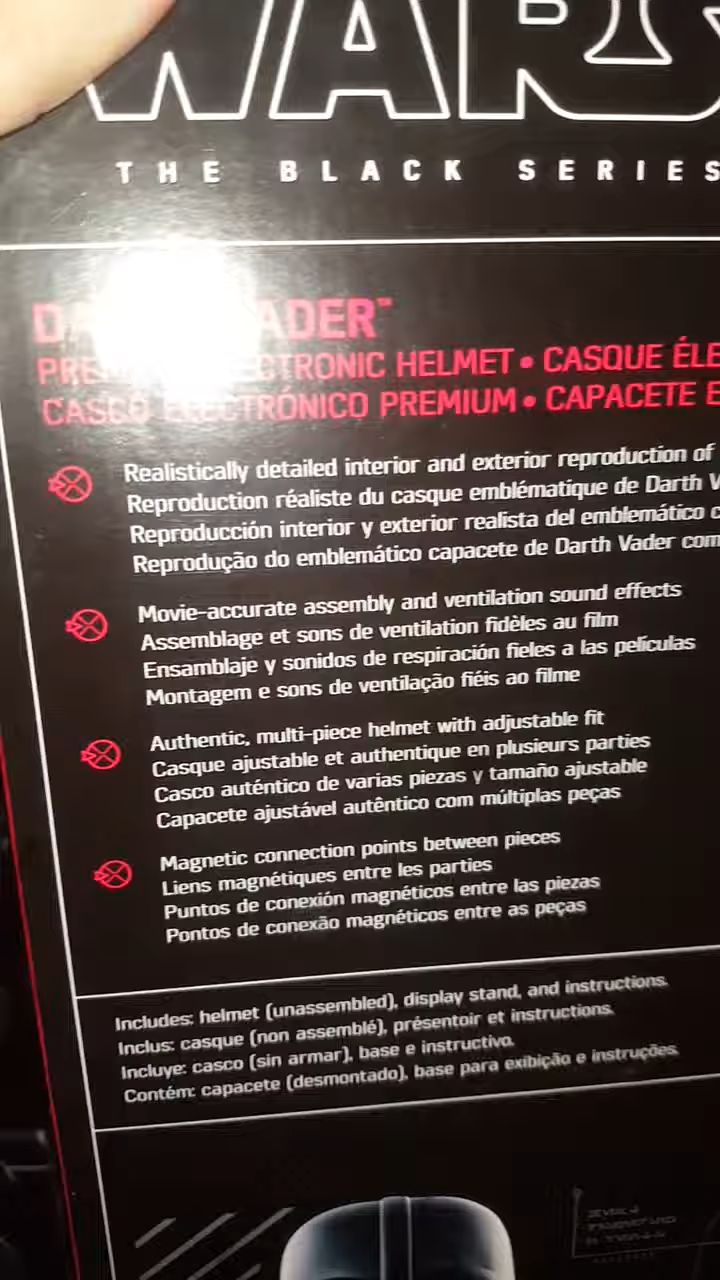 WARS
THE BLACK SERIES
VADER™
ELECTRONIC HELMET • CASQUE ÉLE
CASCO ELECTRÓNICO PREMIUM • CAPACETE E
Realistically detailed interior and exterior reproduction of
Reproduction réaliste du casque emblématique de Darth V
Reproducción interior y exterior realista del emblemático c
Reprodução do emblemático capacete de Darth Vader com
Movie-accurate assembly and ventilation sound effects
Assemblage et sons de ventilation fidèles au film
Ensamblaje y sonidos de respiración fieles a las películas
Montagem e sons de ventilação fiéis ao filme
Authentic, multi-piece helmet with adjustable fit
Casque ajustable et authentique en plusieurs parties
Casco auténtico de varias piezas y tamaño ajustable
Capacete ajustável autêntico com múltiplas peças
Magnetic connection points between pieces
Liens magnétiques entre les parties
Puntos de conexión magnéticos entre las piezas
Pontos de conexão magnéticos entre as peças
Includes: helmet (unassembled), display stand, and instructions.
Inclus: casque (non assemblé), présentoir et instructions.
Incluye: casco (sin armar), base e instructivo.
Contém: capacete (desmontado), base para exibição e instruções.